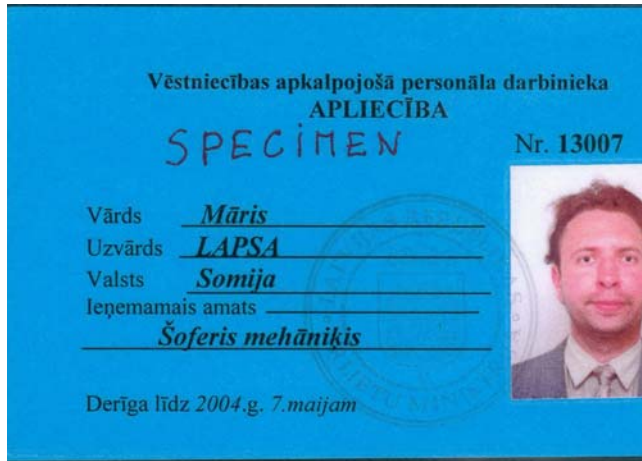 Vēstniecības apkalpojošā personāla darbinieka
APLIECĪBA
SPECIMEN
Nr. 13007
Vārds Māris
Uzvārds LAPSA
Valsts Somija
Ieņemamais amats
Šoferis mehāniķis
Derīga līdz 2004.g. 7.maijam